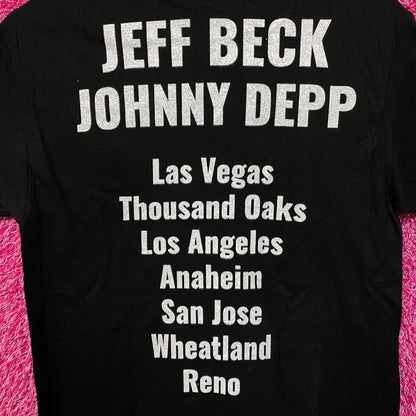 JEFF BECK
JOHNNY DEPP
Las Vegas
Thousand Oaks
Los Angeles
Anaheim
San Jose
Wheatland
Reno